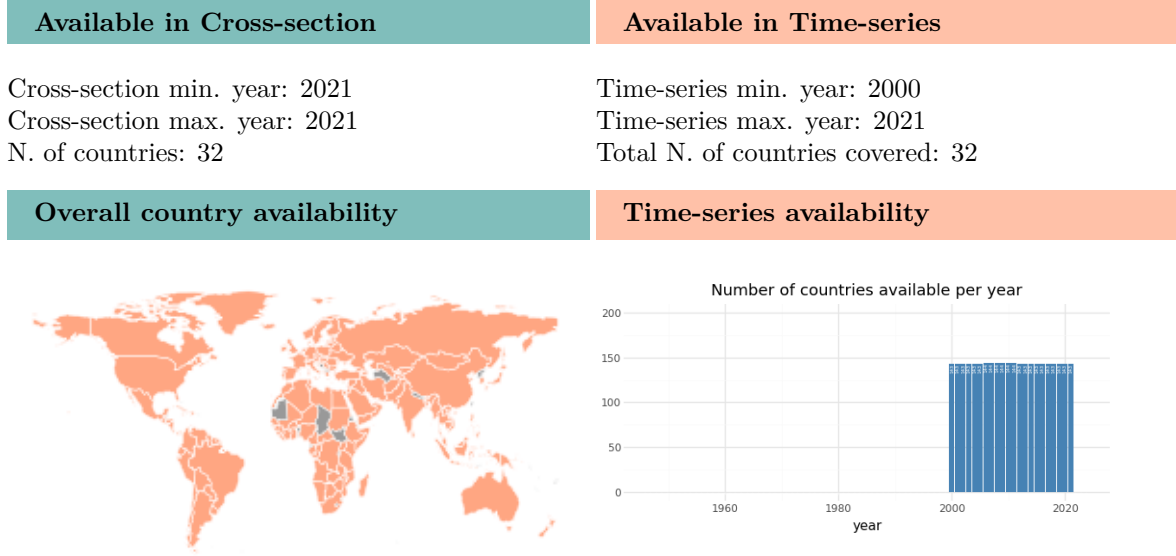 Available in Cross-section
Available in Time-series
Cross-section min. year: 2021
Cross-section max. year: 2021
N. of countries: 32
Time-series min. year: 2000
Time-series max. year: 2021
Total N. of countries covered: 32
Overall country availability
Time-series availability
Number of countries available per year
200
150
100
50
0
1960
1980
2000
2020
year